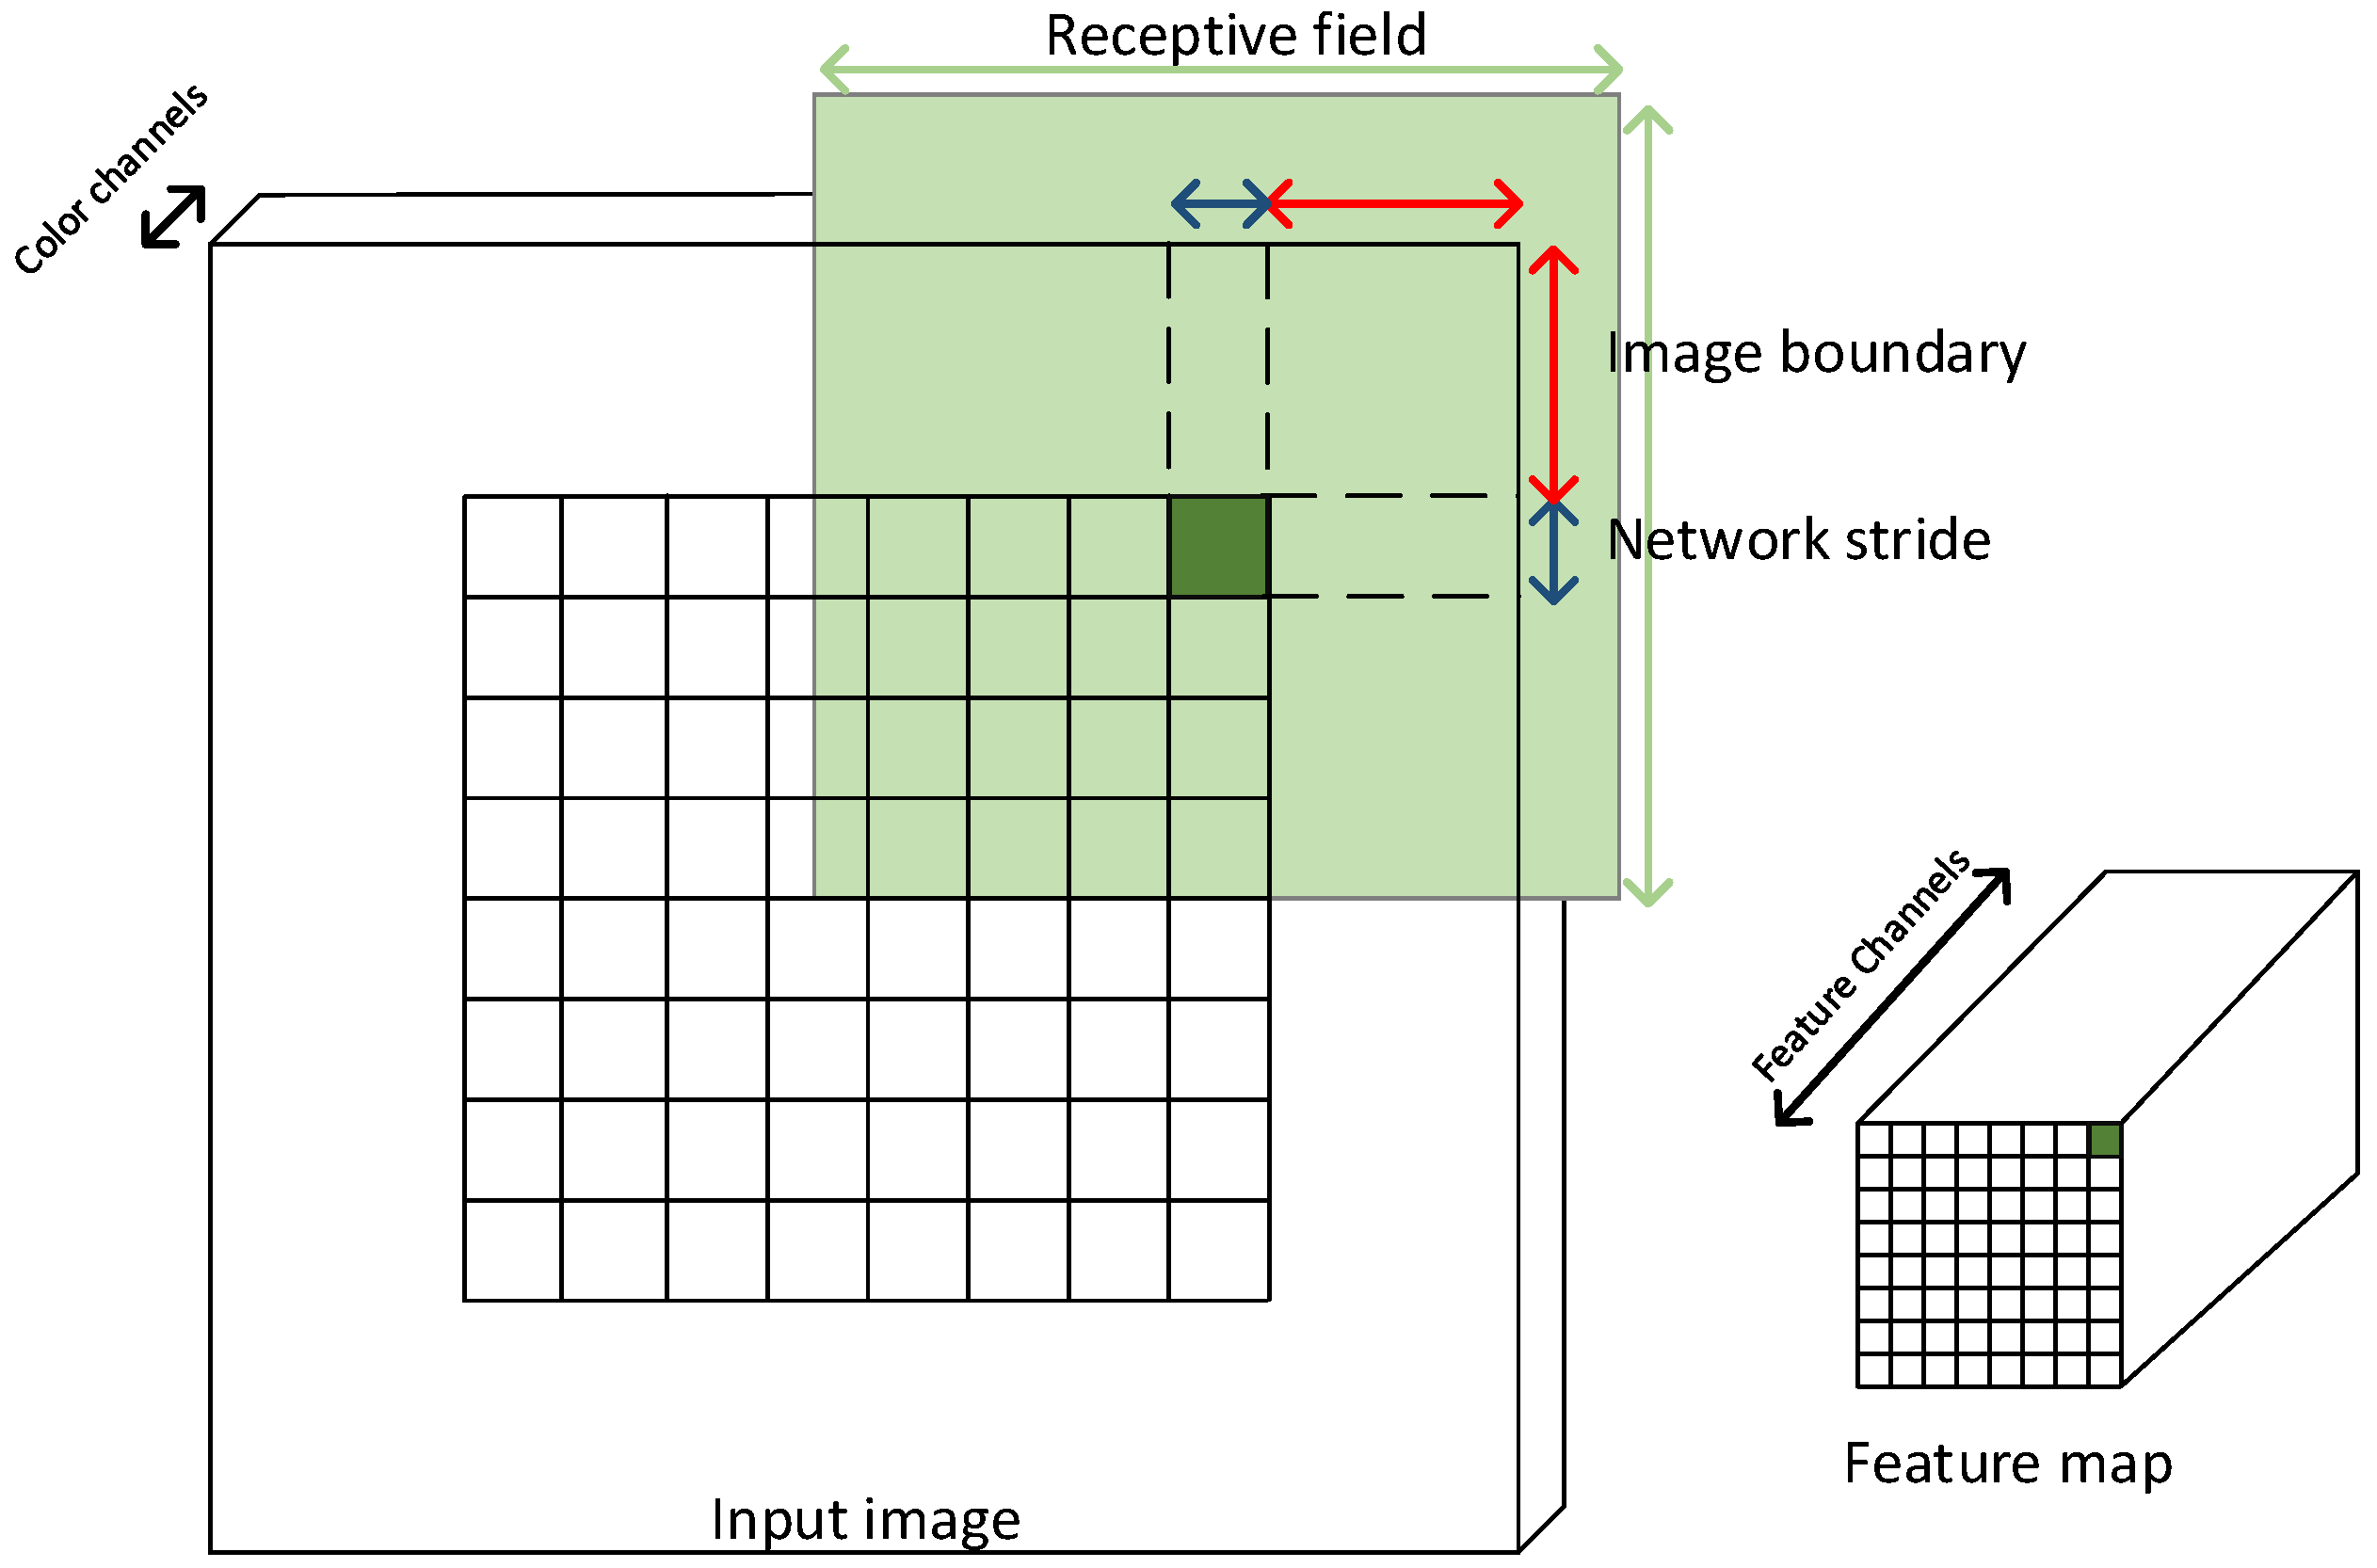 Receptive field
Color channels
Image boundary
Network stride
Feature Channels
Feature map
Input image